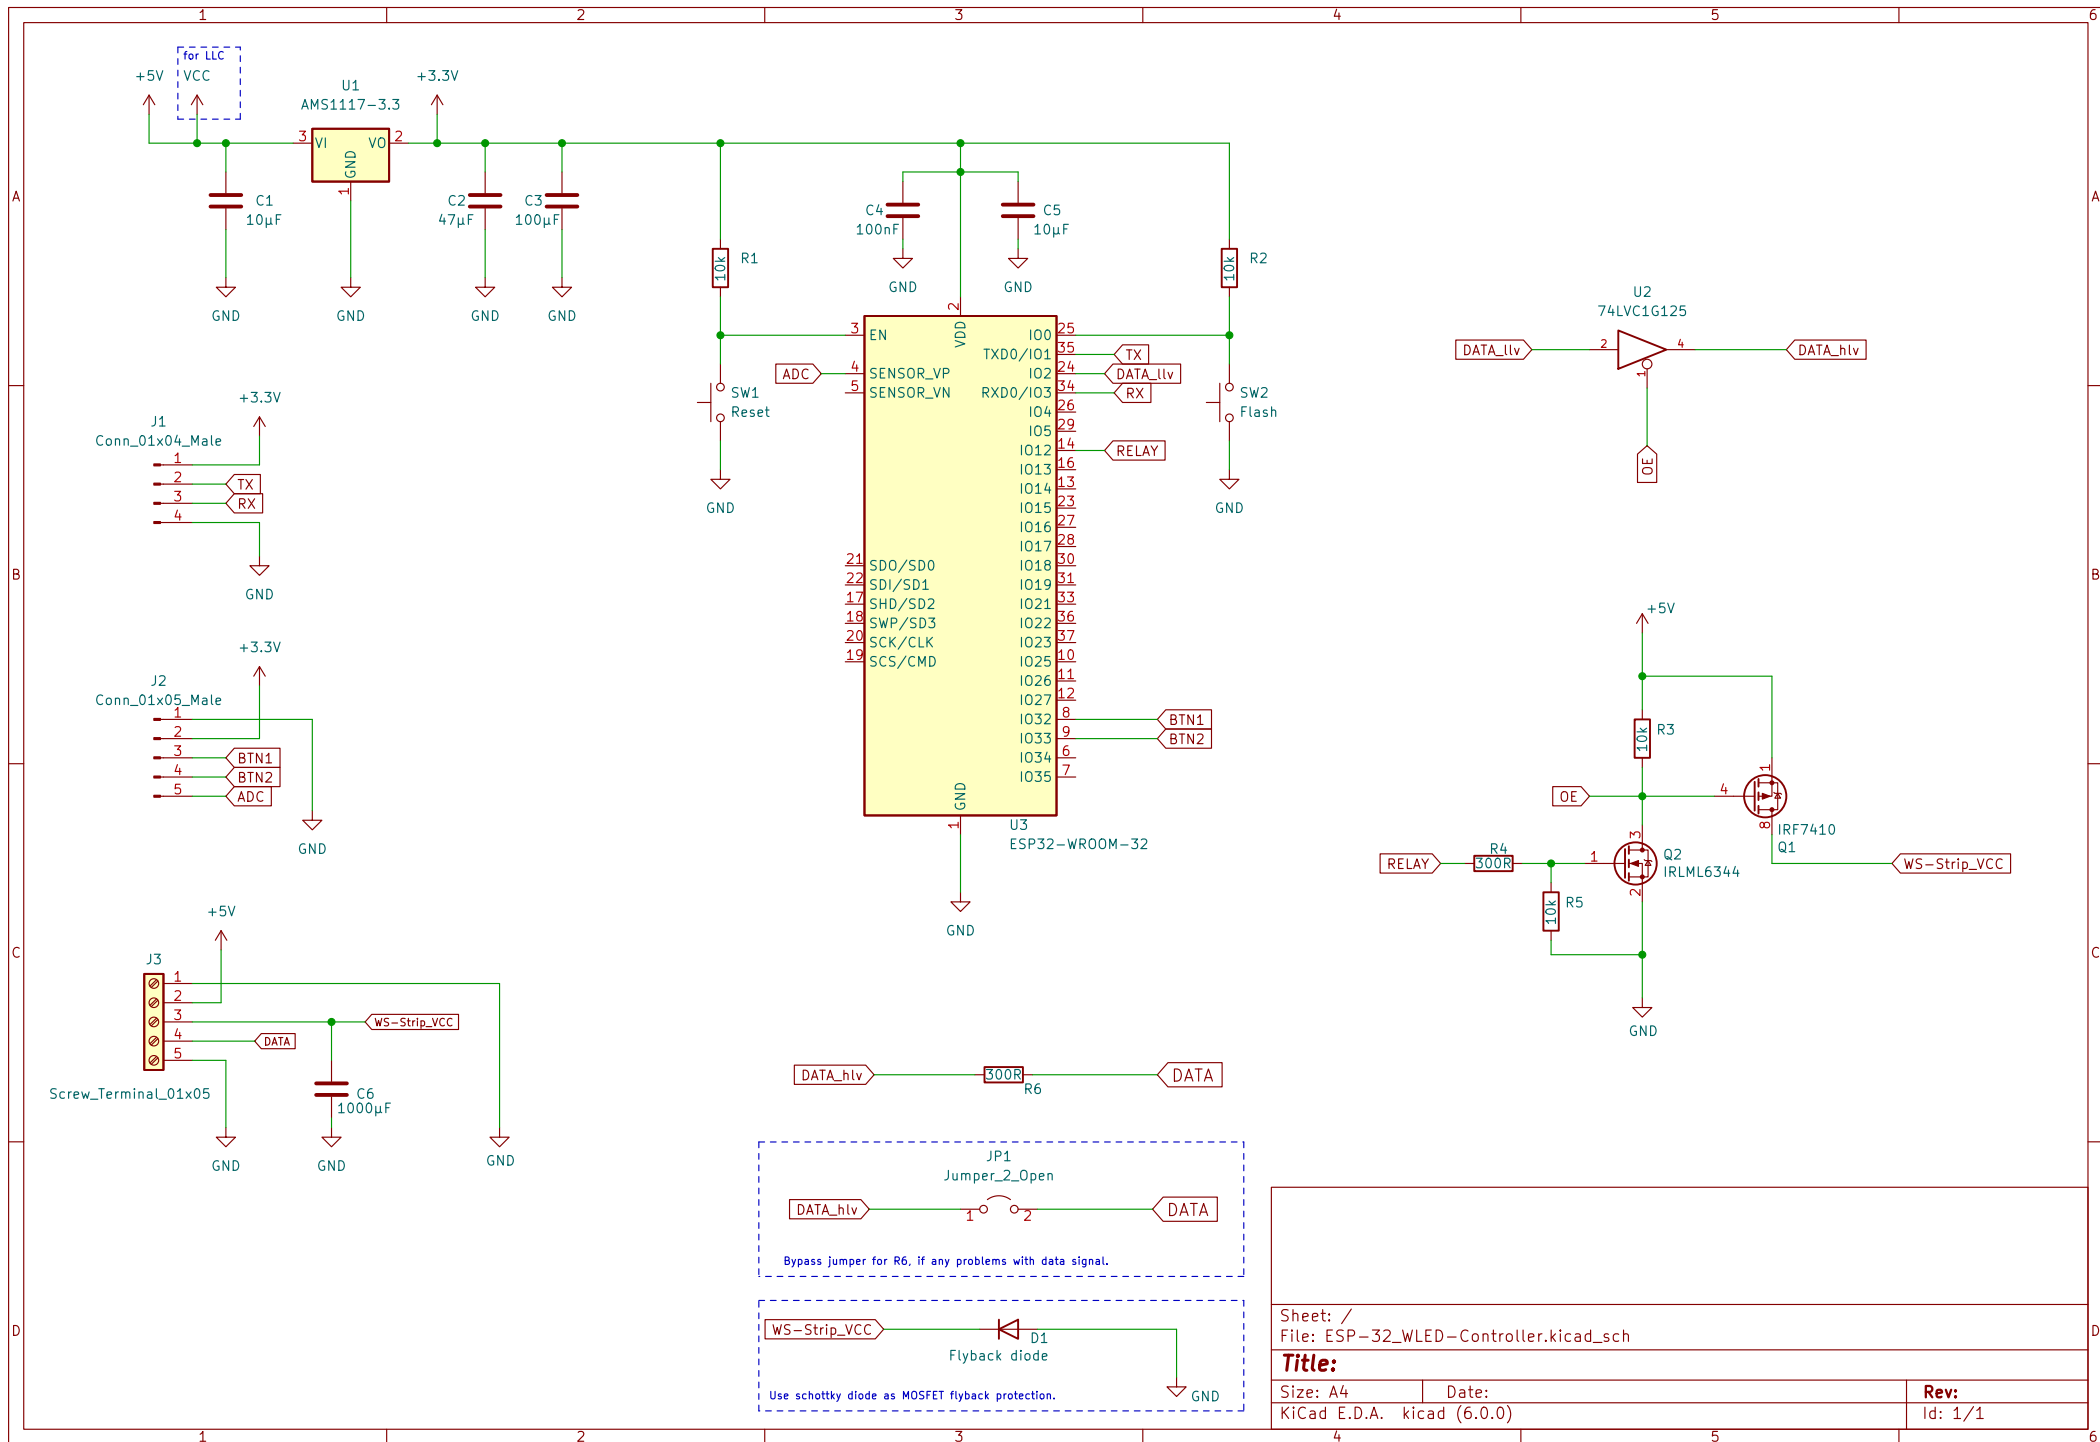 1 2 3 4 5 6
for LLC
+5V VCC
+3.3V
U1
AMS1117-3.3
3 VI VO 2
GND
1
C1
10µF
C2
47µF
C3
100µF
GND
GND
GND
GND
A
A
C4
100nF
C5
10µF
GND
GND
R1
10k
R2
10k
2
VDD
3 EN
4 SENSOR_VP
5 SENSOR_VN
21 SDO/SD0
22 SDI/SD1
17 SHD/SD2
18 SWP/SD3
20 SCK/CLK
19 SCS/CMD
IO0 25
TXD0/IO1 35
IO2 24
RXD0/IO3 34
IO4 26
IO5 29
IO12 14
IO13 16
IO14 13
IO15 23
IO16 27
IO17 28
IO18 30
IO19 31
IO21 33
IO22 36
IO23 37
IO25 10
IO26 11
IO27 12
IO32 8
IO33 9
IO34 6
IO35 7
GND
1
U3
ESP32-WROOM-32
GND
ADC
TX
DATA_llv
RX
RELAY
BTN1
BTN2
SW1
Reset
GND
SW2
Flash
GND
U2
74LVC1G125
DATA_llv 2 4 DATA_hlv
1
OE
+3.3V
J1
Conn_01x04_Male
1
2 TX
3 RX
4
GND
B
B
+3.3V
J2
Conn_01x05_Male
1
2
3 BTN1
4 BTN2
5 ADC
GND
+5V
R3
10k
OE
4
1
8
IRF7410
Q1
3
Q2
IRLML6344
1
2
RELAY
R4
300R
R5
10k
WS-Strip_VCC
GND
C
C
+5V
J3
1
2
3 WS-Strip_VCC
4 DATA
5
Screw_Terminal_01x05
C6
1000µF
GND
GND
GND
DATA_hlv 300R DATA
R6
JP1
Jumper_2_Open
DATA_hlv 1 2 DATA
Bypass jumper for R6, if any problems with data signal.
WS-Strip_VCC
D1
Flyback diode
GND
Use schottky diode as MOSFET flyback protection.
D
D
Sheet: /
File: ESP-32_WLED-Controller.kicad_sch
Title:
Size: A4 Date: Rev:
KiCad E.D.A. kicad (6.0.0) Id: 1/1
1 2 3 4 5 6